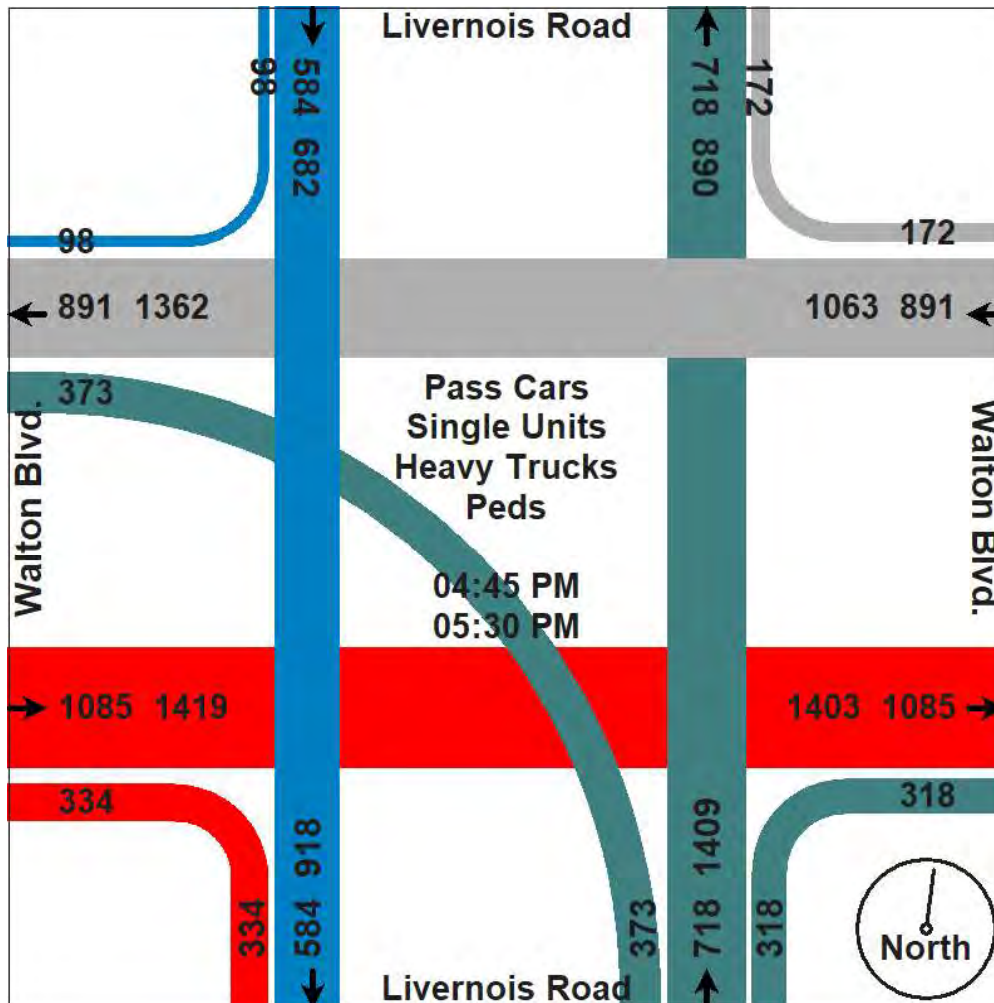 Livernois Road
98
584 682
718 890
172
98
172
891 1362
1063 891
373
Pass Cars
Single Units
Heavy Trucks
Peds
Walton Blvd.
Walton Blvd.
04:45 PM
05:30 PM
1085 1419
1403 1085
334
318
334
584 918
373
718 1409
318
North
Livernois Road